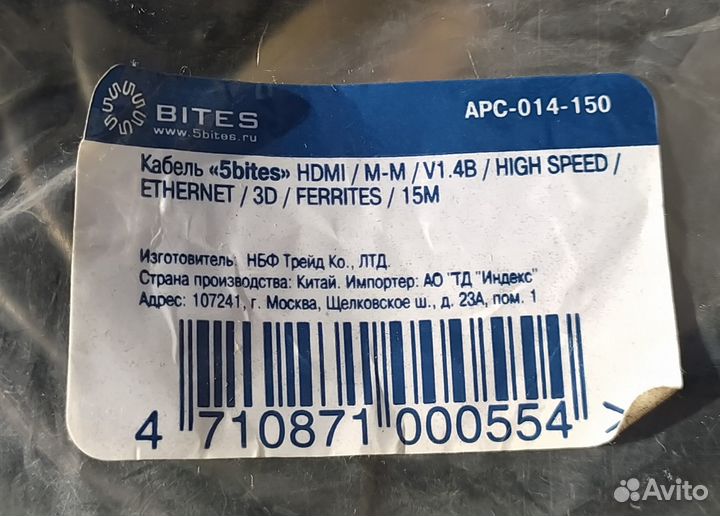 BITES
www.5bites.ru
APC-014-150
Кабель «5bites» HDMI / M-M / V1.4B / HIGH SPEED /
ETHERNET / 3D / FERRITES / 15M
Изготовитель: НБФ Трейд Ко., ЛТД.
Страна производства: Китай. Импортер: АО "ТД "Индекс"
Адрес: 107241, г. Москва, Щелковское ш., д. 23А, пом. 1
4 710871 000554 >
Avito